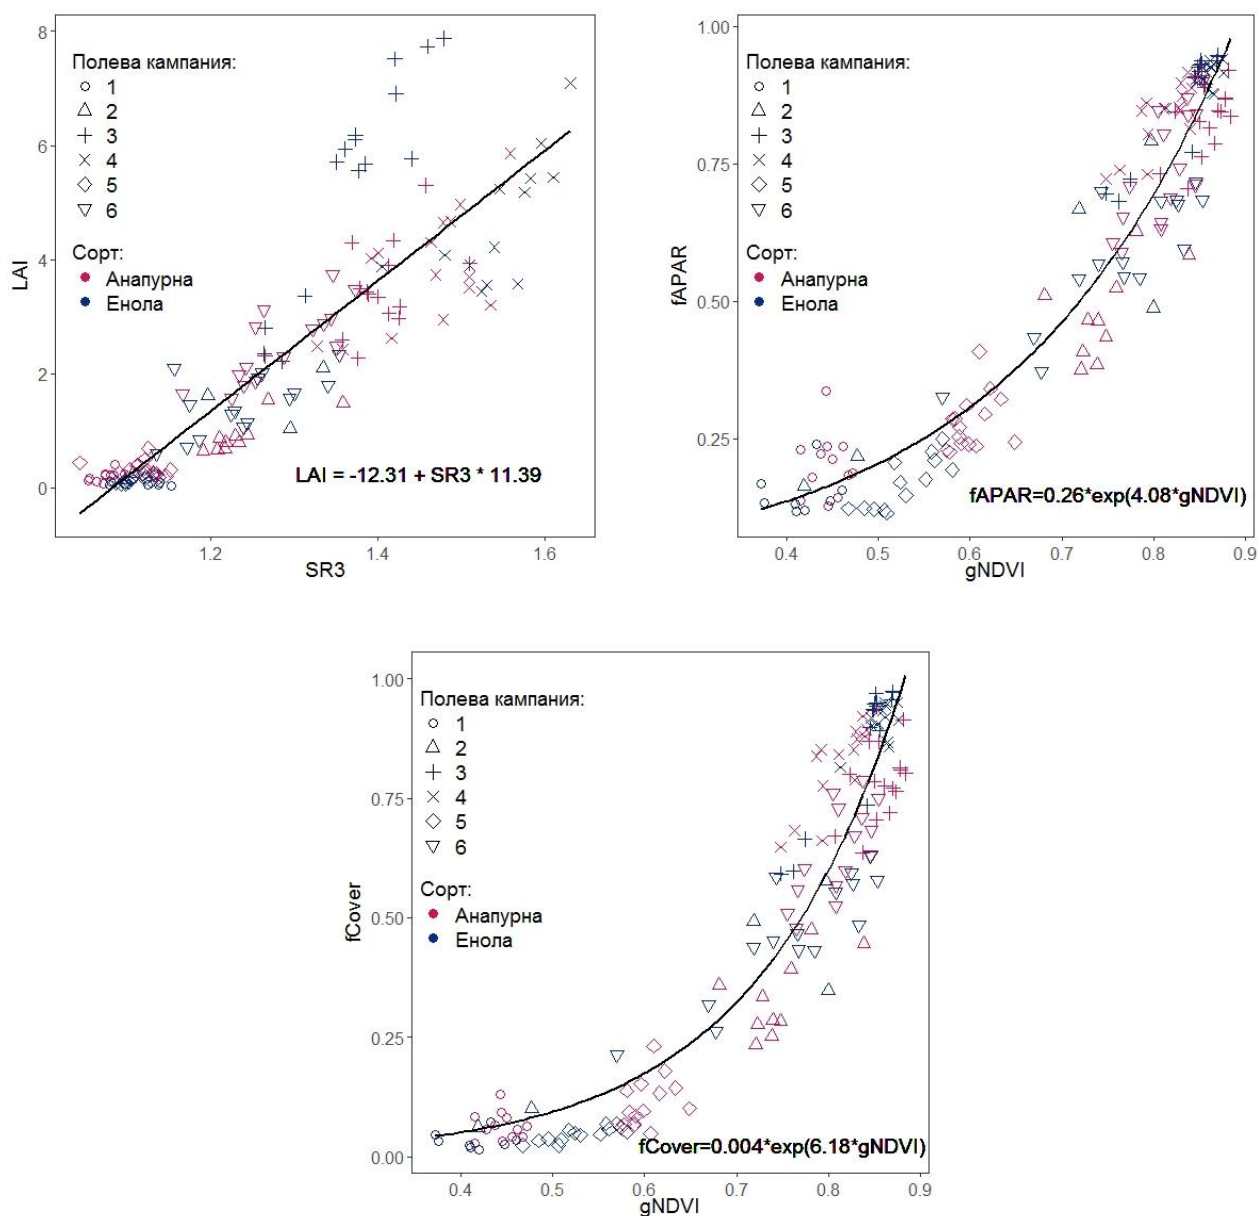 8
6
4
2
0
LAI
Полева кампания:
1
2
3
4
5
6
Сорт:
Анапурна
Енола
LAI = -12.31 + SR3 * 11.39
1.2
1.4
1.6
SR3
1.00
0.75
0.50
0.25
fAPAR
Полева кампания:
1
2
3
4
5
6
Сорт:
Анапурна
Енола
fAPAR=0.26*exp(4.08*gNDVI)
0.4
0.5
0.6
0.7
0.8
0.9
gNDVI
1.00
0.75
0.50
0.25
0.00
fCover
Полева кампания:
1
2
3
4
5
6
Сорт:
Анапурна
Енола
fCover=0.004*exp(6.18*gNDVI)
0.4
0.5
0.6
0.7
0.8
0.9
gNDVI